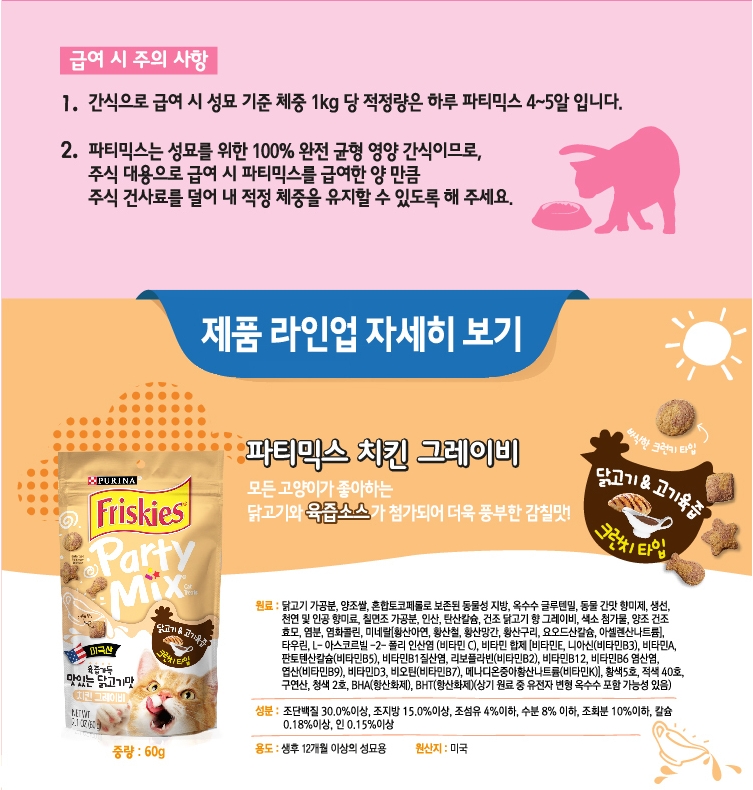 급여 시 주의 사항
1. 간식으로 급여 시 성묘 기준 체중 1kg 당 적정량은 하루 파티믹스 4~5알 입니다.
2. 파티믹스는 성묘를 위한 100% 완전 균형 영양 간식이므로,
주식 대용으로 급여 시 파티믹스를 급여한 양 만큼
주식 건사료를 덜어 내 적정 체중을 유지할 수 있도록 해 주세요.
제품 라인업 자세히 보기
파티믹스 치킨 그레이비
모든 고양이가 좋아하는
닭고기와 육즙소스가 첨가되어 더욱 풍부한 감칠맛!
바삭한 크런치 타입
닭고기 & 고기육즙
크런치 타입
PURINA
Friskies
Party
Mix
Cat
미국산
닭고기 & 고기육즙
크런치 타입
육즙가득
맛있는 닭고기맛
치킨 그레이비
NET WT
2.1 OZ (60g)
중량 : 60g
원료 : 닭고기 가공분, 양조쌀, 혼합토코페롤로 보존된 동물성 지방, 옥수수 글루텐밀, 동물 간맛 향미제, 생선,
천연 및 인공 향미료, 칠면조 가공분, 인산, 탄산칼슘, 건조 닭고기 향 그레이비, 색소 첨가물, 양조 건조
효모, 염분, 염화콜린, 미네랄[황산아연, 황산철, 황산망간, 황산구리, 요오드산칼슘, 아셀렌산나트륨],
타우린, L- 아스코르빌 -2- 폴리 인산염 (비타민 C), 비타민 합제 [비타민E, 니아신(비타민B3), 비타민A,
판토텐산칼슘(비타민B5), 비타민B1질산염, 리보플라빈(비타민B2), 비타민B12, 비타민B6 염산염,
엽산(비타민B9), 비타민D3, 비오틴(비타민B7), 메나디온중아황산나트륨(비타민K)], 황색5호, 적색 40호,
구연산, 청색 2호, BHA(항산화제), BHT(항산화제)(상기 원료 중 유전자 변형 옥수수 포함 가능성 있음)
성분 : 조단백질 30.0%이상, 조지방 15.0%이상, 조섬유 4%이하, 수분 8% 이하, 조회분 10%이하, 칼슘
0.18%이상, 인 0.15%이상
용도 : 생후 12개월 이상의 성묘용 원산지 : 미국